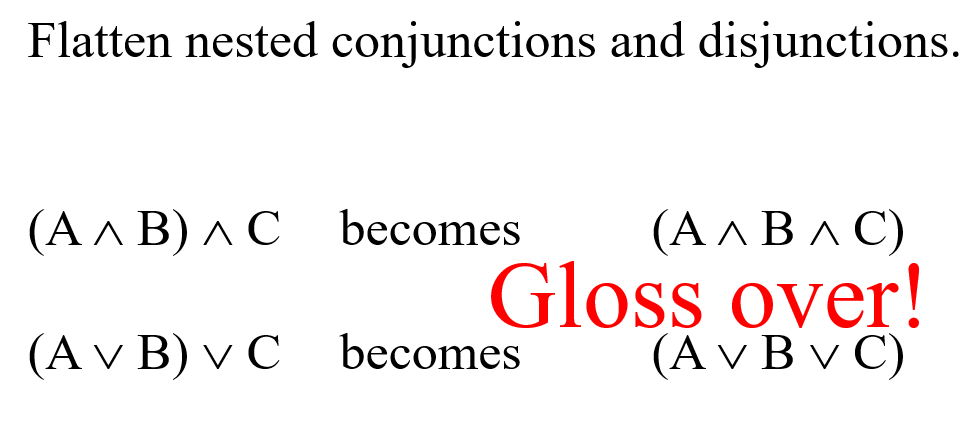 Flatten nested conjunctions and disjunctions.
(A ∧ B) ∧ C becomes (A ∧ B ∧ C)
Gloss over!
(A ∨ B) ∨ C becomes (A ∨ B ∨ C)